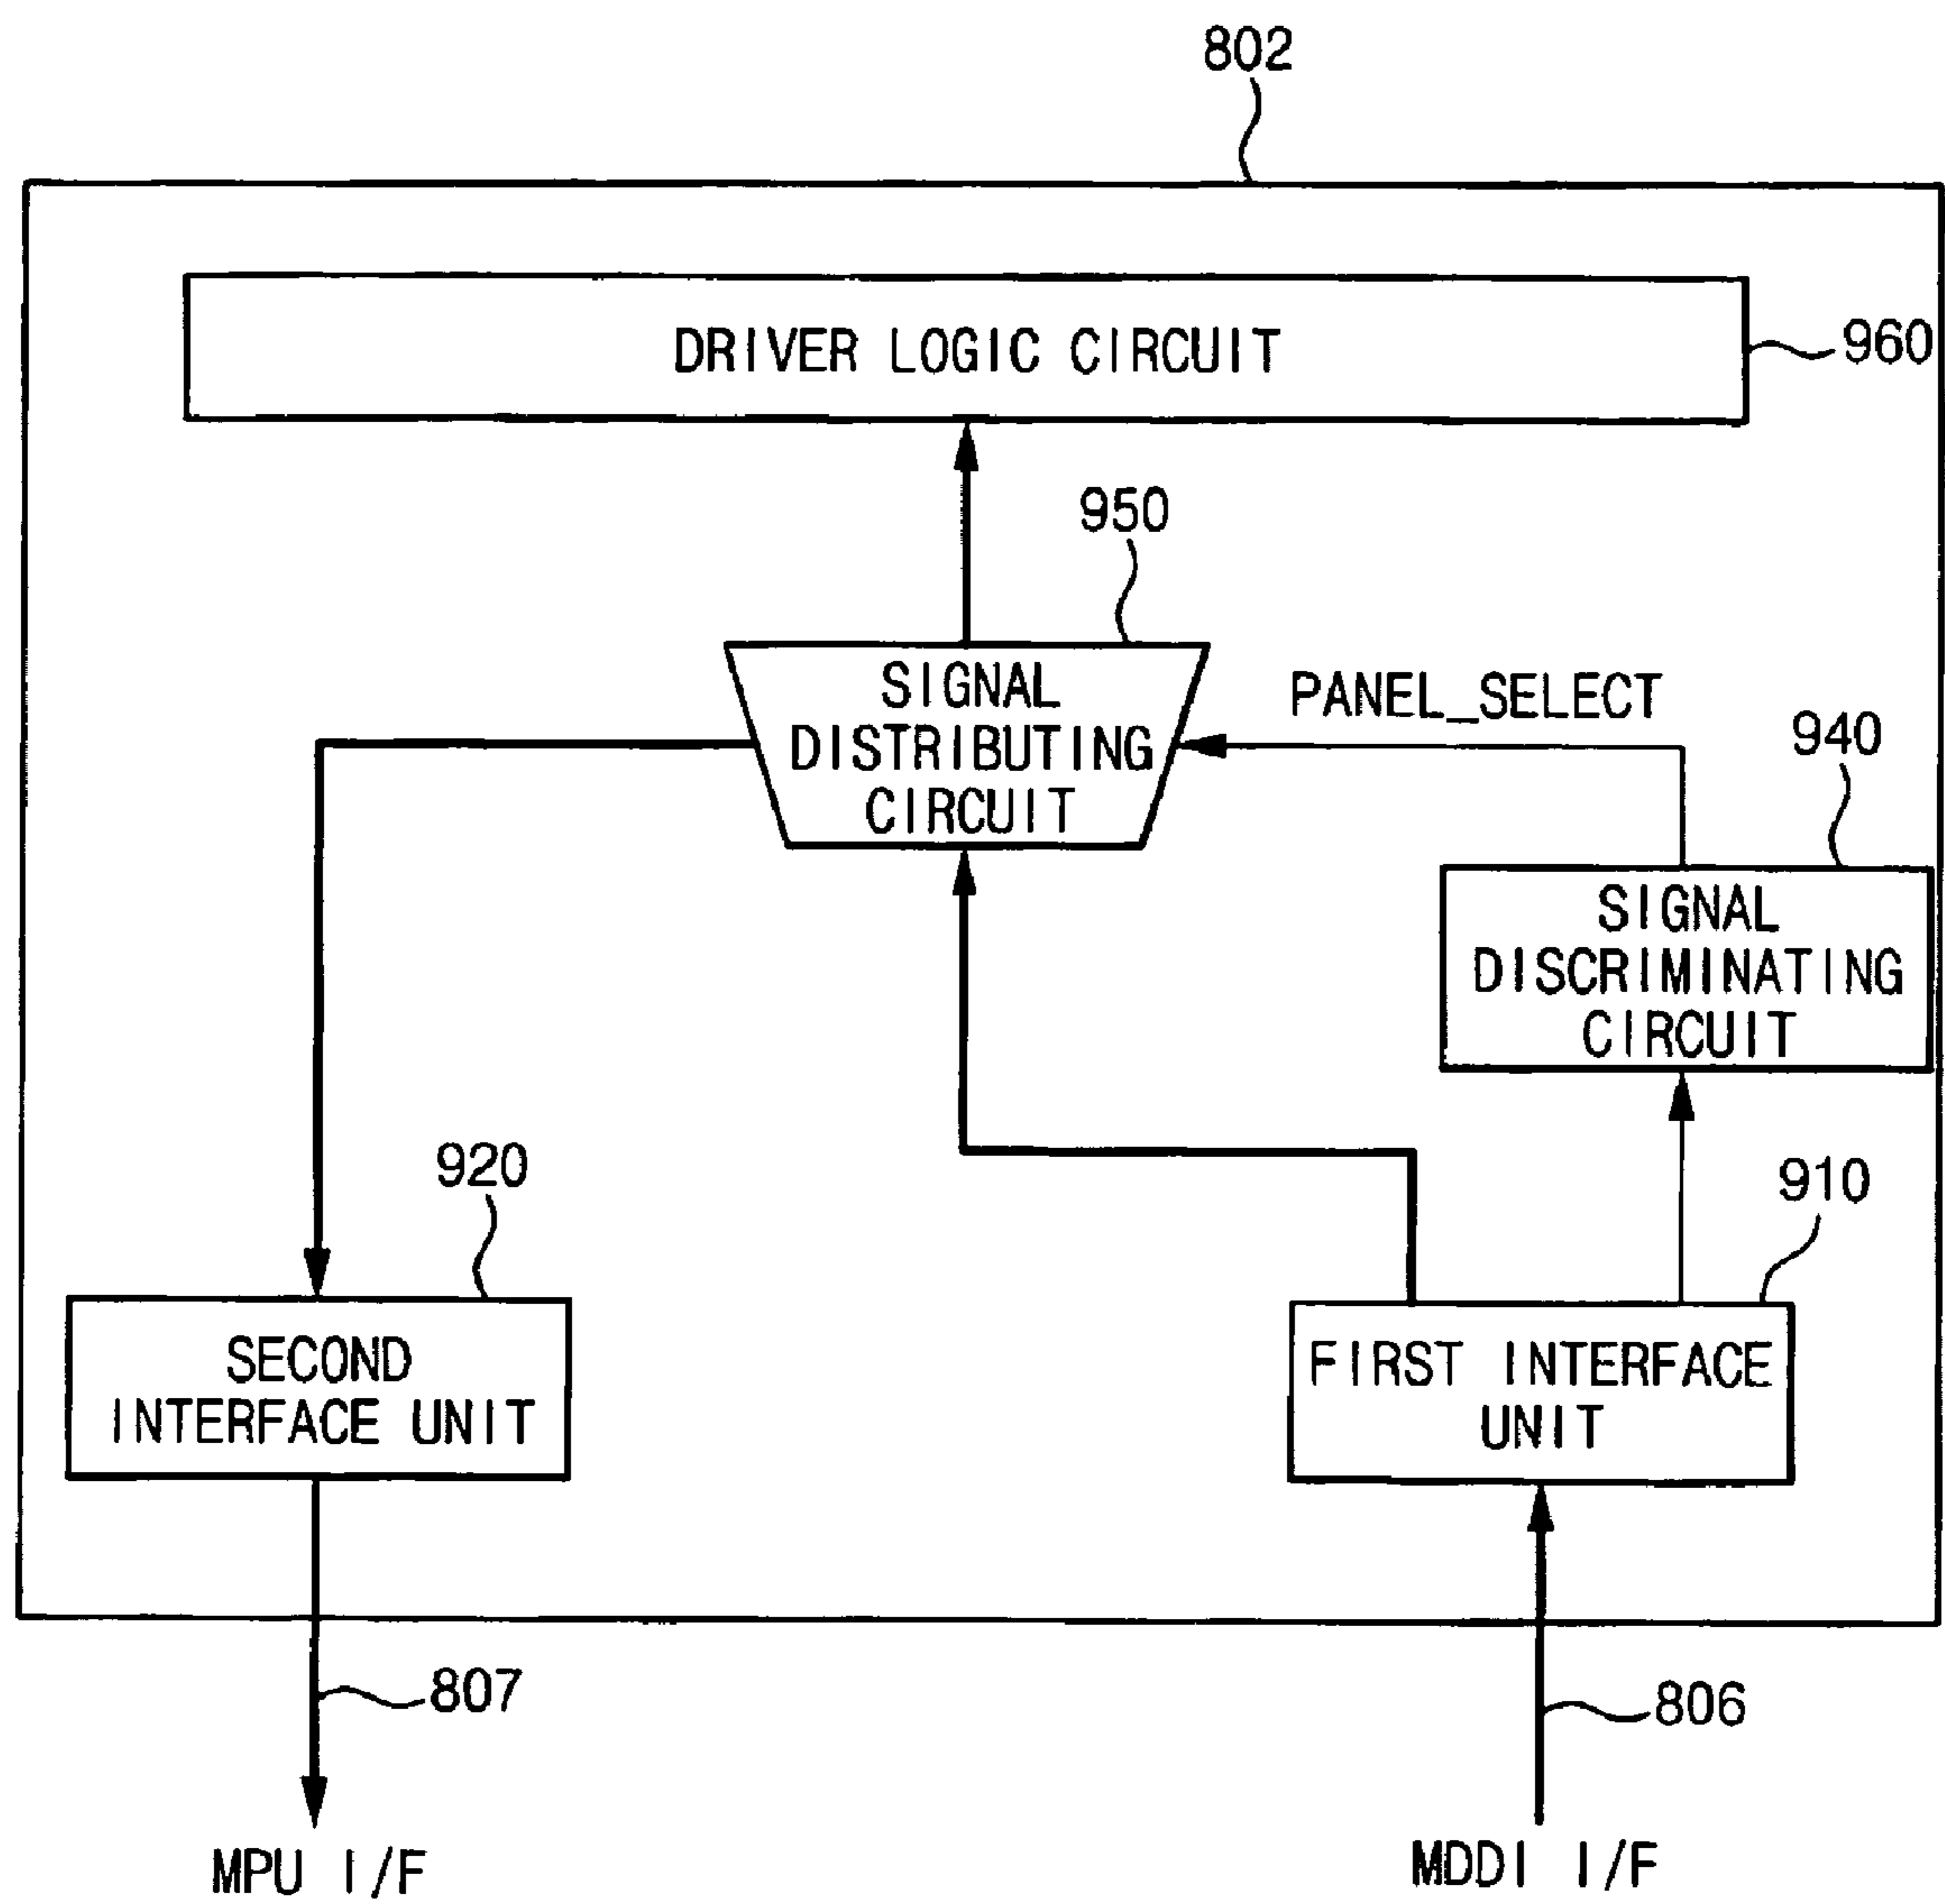 802
DRIVER LOGIC CIRCUIT
960
950
SIGNAL
DISTRIBUTING
CIRCUIT
PANEL_SELECT
940
SIGNAL
DISCRIMINATING
CIRCUIT
920
910
SECOND
INTERFACE UNIT
FIRST INTERFACE
UNIT
807
806
MPU I/F
MDDI I/F